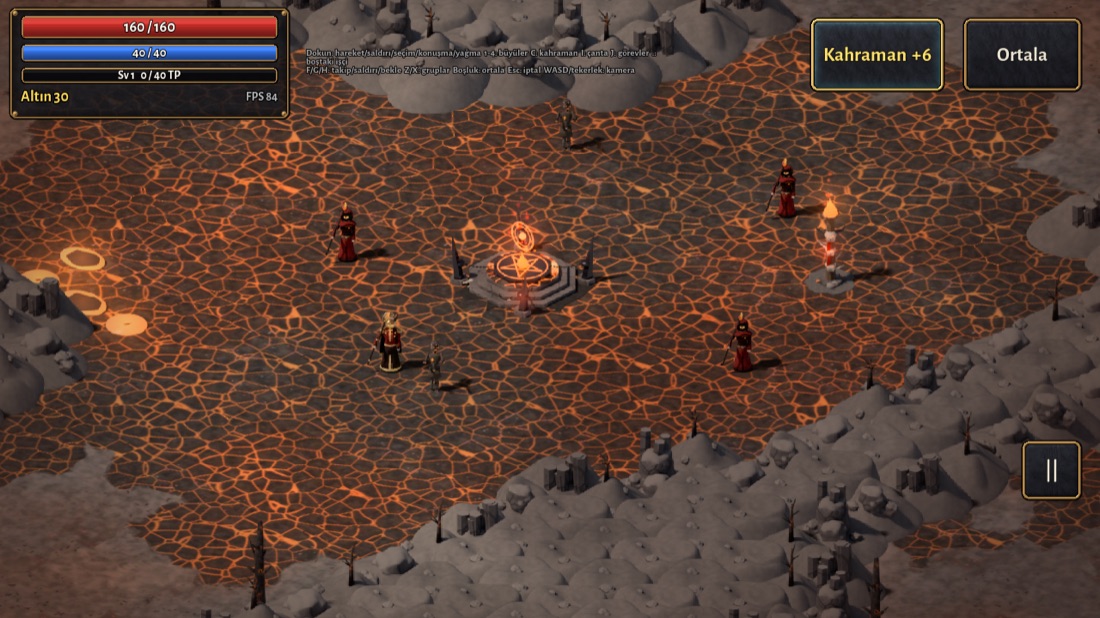 160 / 160
40 / 40
Sv 1 0 / 40 TP
Altın 30
FPS 84
Dokun: hareket/saldırı/seçim/konuşma/yağma 1-4: büyüler C: kahraman I: çanta J: görevler
boştaki işçi
F/G/H: takip/saldırı/bekle Z/X: gruplar Boşluk: ortala Esc: iptal WASD/tekerlek: kamera
Kahraman +6
Ortala